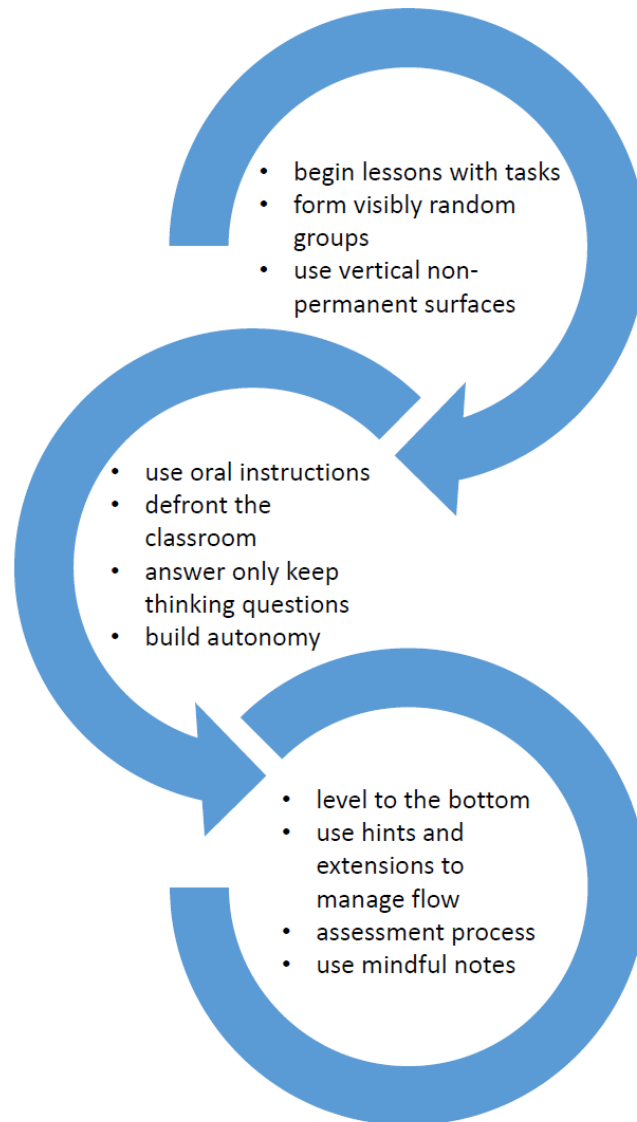 • begin lessons with tasks
• form visibly random
groups
• use vertical non-
permanent surfaces
• use oral instructions
• defront the
classroom
• answer only keep
thinking questions
• build autonomy
• level to the bottom
• use hints and
extensions to
manage flow
• assessment process
• use mindful notes